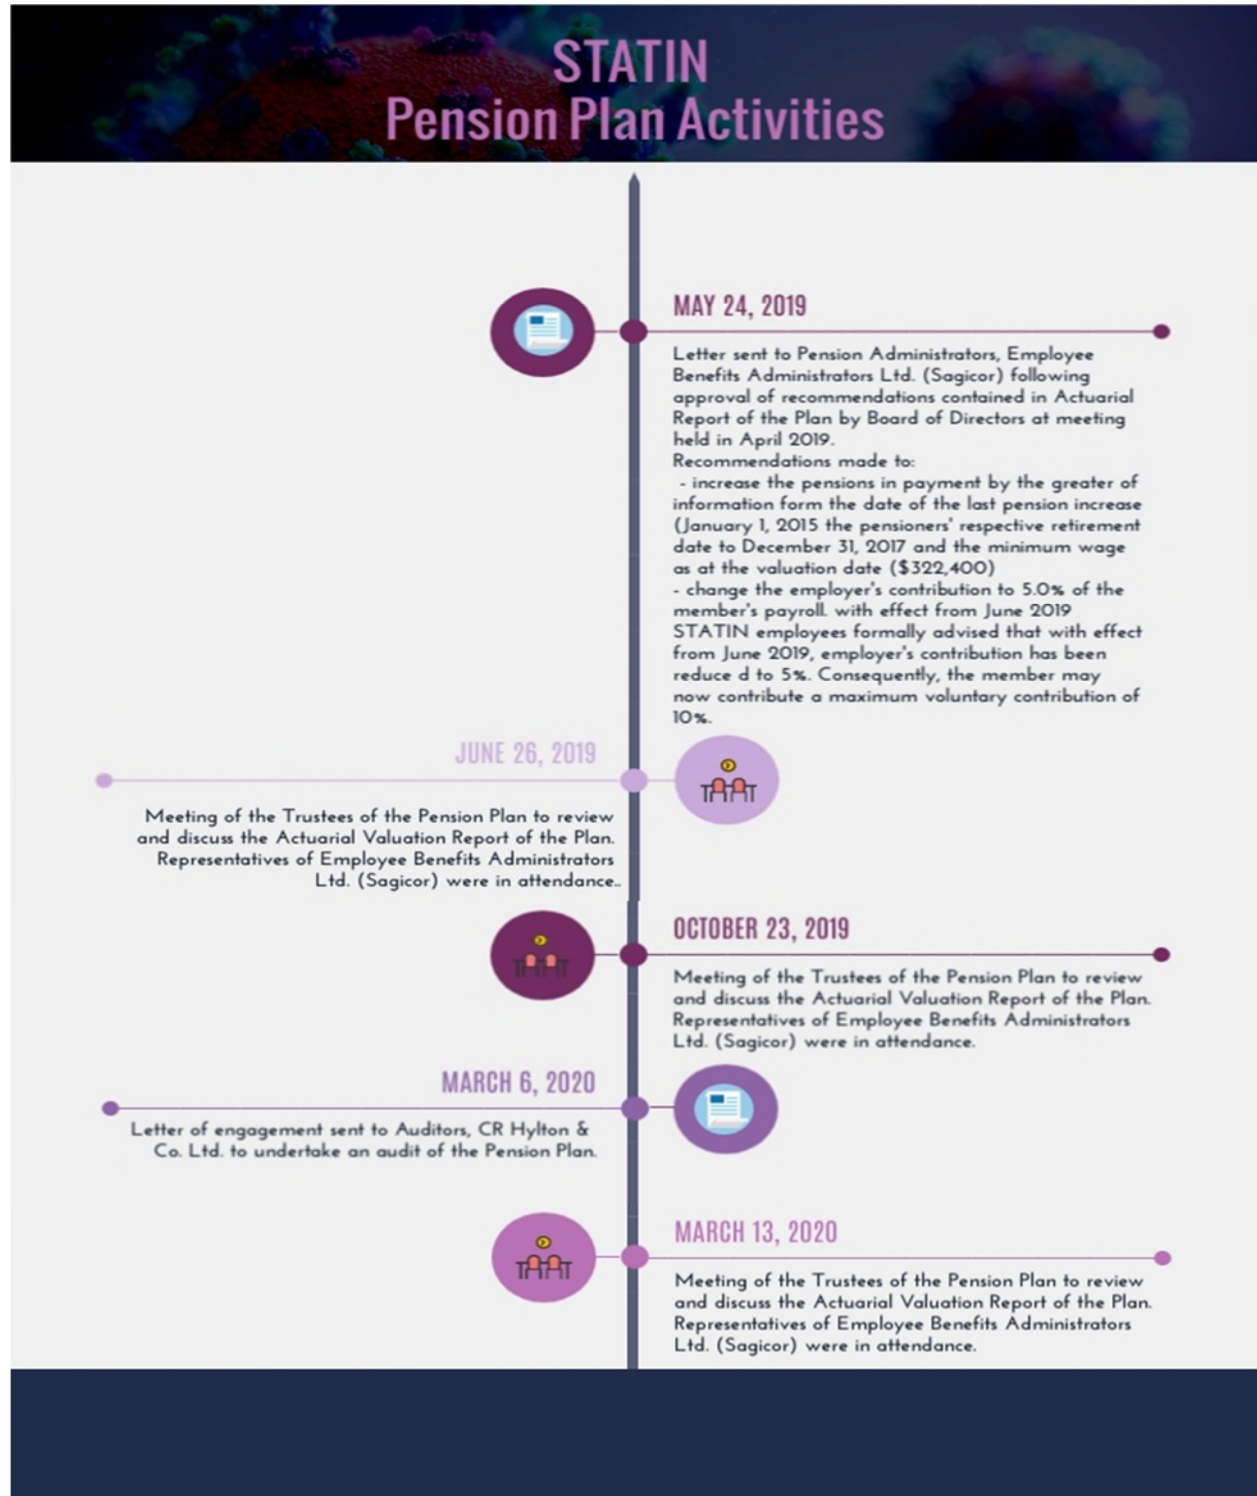 STATIN
Pension Plan Activities
MAY 24, 2019
Letter sent to Pension Administrators, Employee
Benefits Administrators Ltd. (Sagicor) following
approval of recommendations contained in Actuarial
Report of the Plan by Board of Directors at meeting
held in April 2019.
Recommendations made to:
- increase the pensions in payment by the greater of
information form the date of the last pension increase
(January 1, 2015 the pensioners' respective retirement
date to December 31, 2017 and the minimum wage
as at the valuation date ($322,400)
- change the employer's contribution to 5.0% of the
member's payroll. with effect from June 2019
STATIN employees formally advised that with effect
from June 2019, employer's contribution has been
reduce d to 5%. Consequently, the member may
now contribute a maximum voluntary contribution of
10%.
JUNE 26, 2019
Meeting of the Trustees of the Pension Plan to review
and discuss the Actuarial Valuation Report of the Plan.
Representatives of Employee Benefits Administrators
Ltd. (Sagicor) were in attendance..
OCTOBER 23, 2019
Meeting of the Trustees of the Pension Plan to review
and discuss the Actuarial Valuation Report of the Plan.
Representatives of Employee Benefits Administrators
Ltd. (Sagicor) were in attendance.
MARCH 6, 2020
Letter of engagement sent to Auditors, CR Hylton &
Co. Ltd. to undertake an audit of the Pension Plan.
MARCH 13, 2020
Meeting of the Trustees of the Pension Plan to review
and discuss the Actuarial Valuation Report of the Plan.
Representatives of Employee Benefits Administrators
Ltd. (Sagicor) were in attendance.